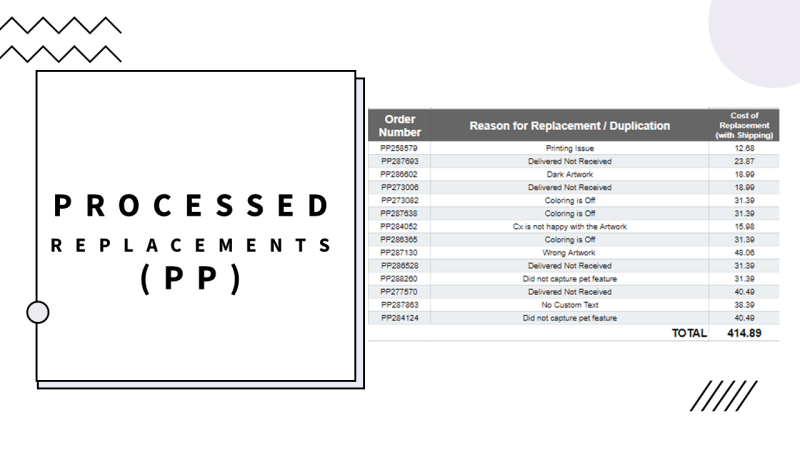 PROCESSED
REPLACEMENTS
(PP)
Order Number Reason for Replacement / Duplication Cost of Replacement (with Shipping)
PP258579 Printing Issue 12.68
PP287693 Delivered Not Received 23.87
PP286602 Dark Artwork 18.99
PP273006 Delivered Not Received 18.99
PP273082 Coloring is Off 31.39
PP287638 Coloring is Off 31.39
PP284052 Cx is not happy with the Artwork 15.98
PP286365 Coloring is Off 31.39
PP287130 Wrong Artwork 48.06
PP286528 Delivered Not Received 31.39
PP288260 Did not capture pet feature 31.39
PP277570 Delivered Not Received 40.49
PP287863 No Custom Text 38.39
PP284124 Did not capture pet feature 40.49
TOTAL 414.89